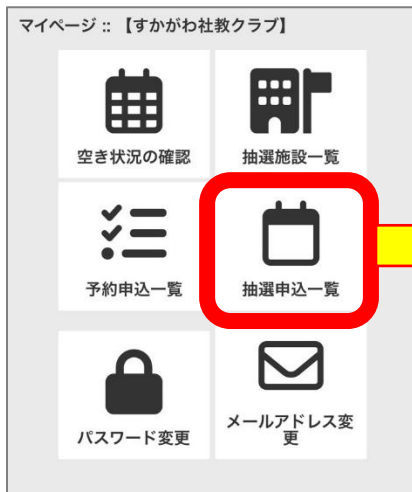 マイページ :: 【すかがわ社教クラブ】
空き状況の確認
抽選施設一覧
予約申込一覧
抽選申込一覧
パスワード変更
メールアドレス変
更